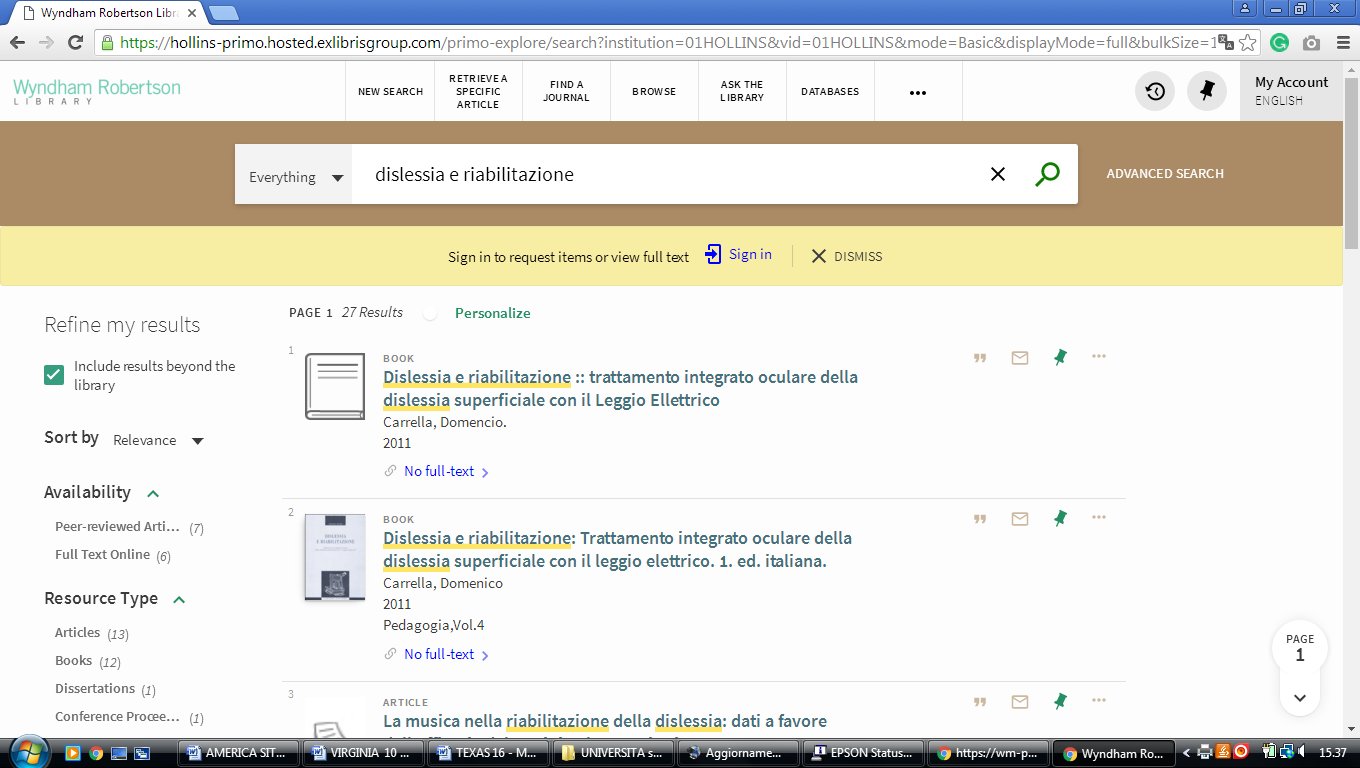 Wyndham Robertson Libra
https://hollins-primo.hosted.exlibrisgroup.com/primo-explore/search?institution=01HOLLINS&vid=01HOLLINS&mode=Basic&displayMode=full&bulkSize=1
Wyndham Robertson
LIBRARY
NEW SEARCH
RETRIEVE A
SPECIFIC
ARTICLE
FIND A
JOURNAL
BROWSE
ASK THE
LIBRARY
DATABASES
My Account
ENGLISH
Everything
dislessia e riabilitazione
ADVANCED SEARCH
Sign in to request items or view full text
Sign in
DISMISS
Refine my results
Include results beyond the
library
Sort by Relevance
Availability
Peer-reviewed Arti... (7)
Full Text Online (6)
Resource Type
Articles (13)
Books (12)
Dissertations (1)
Conference Procee... (1)
PAGE 1 27 Results
Personalize
1
BOOK
Dislessia e riabilitazione :: trattamento integrato oculare della
dislessia superficiale con il Leggio Ellettrico
Carrella, Domencio.
2011
No full-text
2
DISLESSIA
E RIABILITAZIONE
BOOK
Dislessia e riabilitazione: Trattamento integrato oculare della
dislessia superficiale con il leggio elettrico. 1. ed. italiana.
Carrella, Domenico
2011
Pedagogia,Vol.4
No full-text
3
ARTICLE
La musica nella riabilitazione della dislessia: dati a favore
PAGE
1
AMERICA SIT...
VIRGINIA 10 ...
TEXAS 16 - M...
UNIVERSITA s...
Aggiorname...
EPSON Status...
https://wm-p...
Wyndham Ro...
15.37